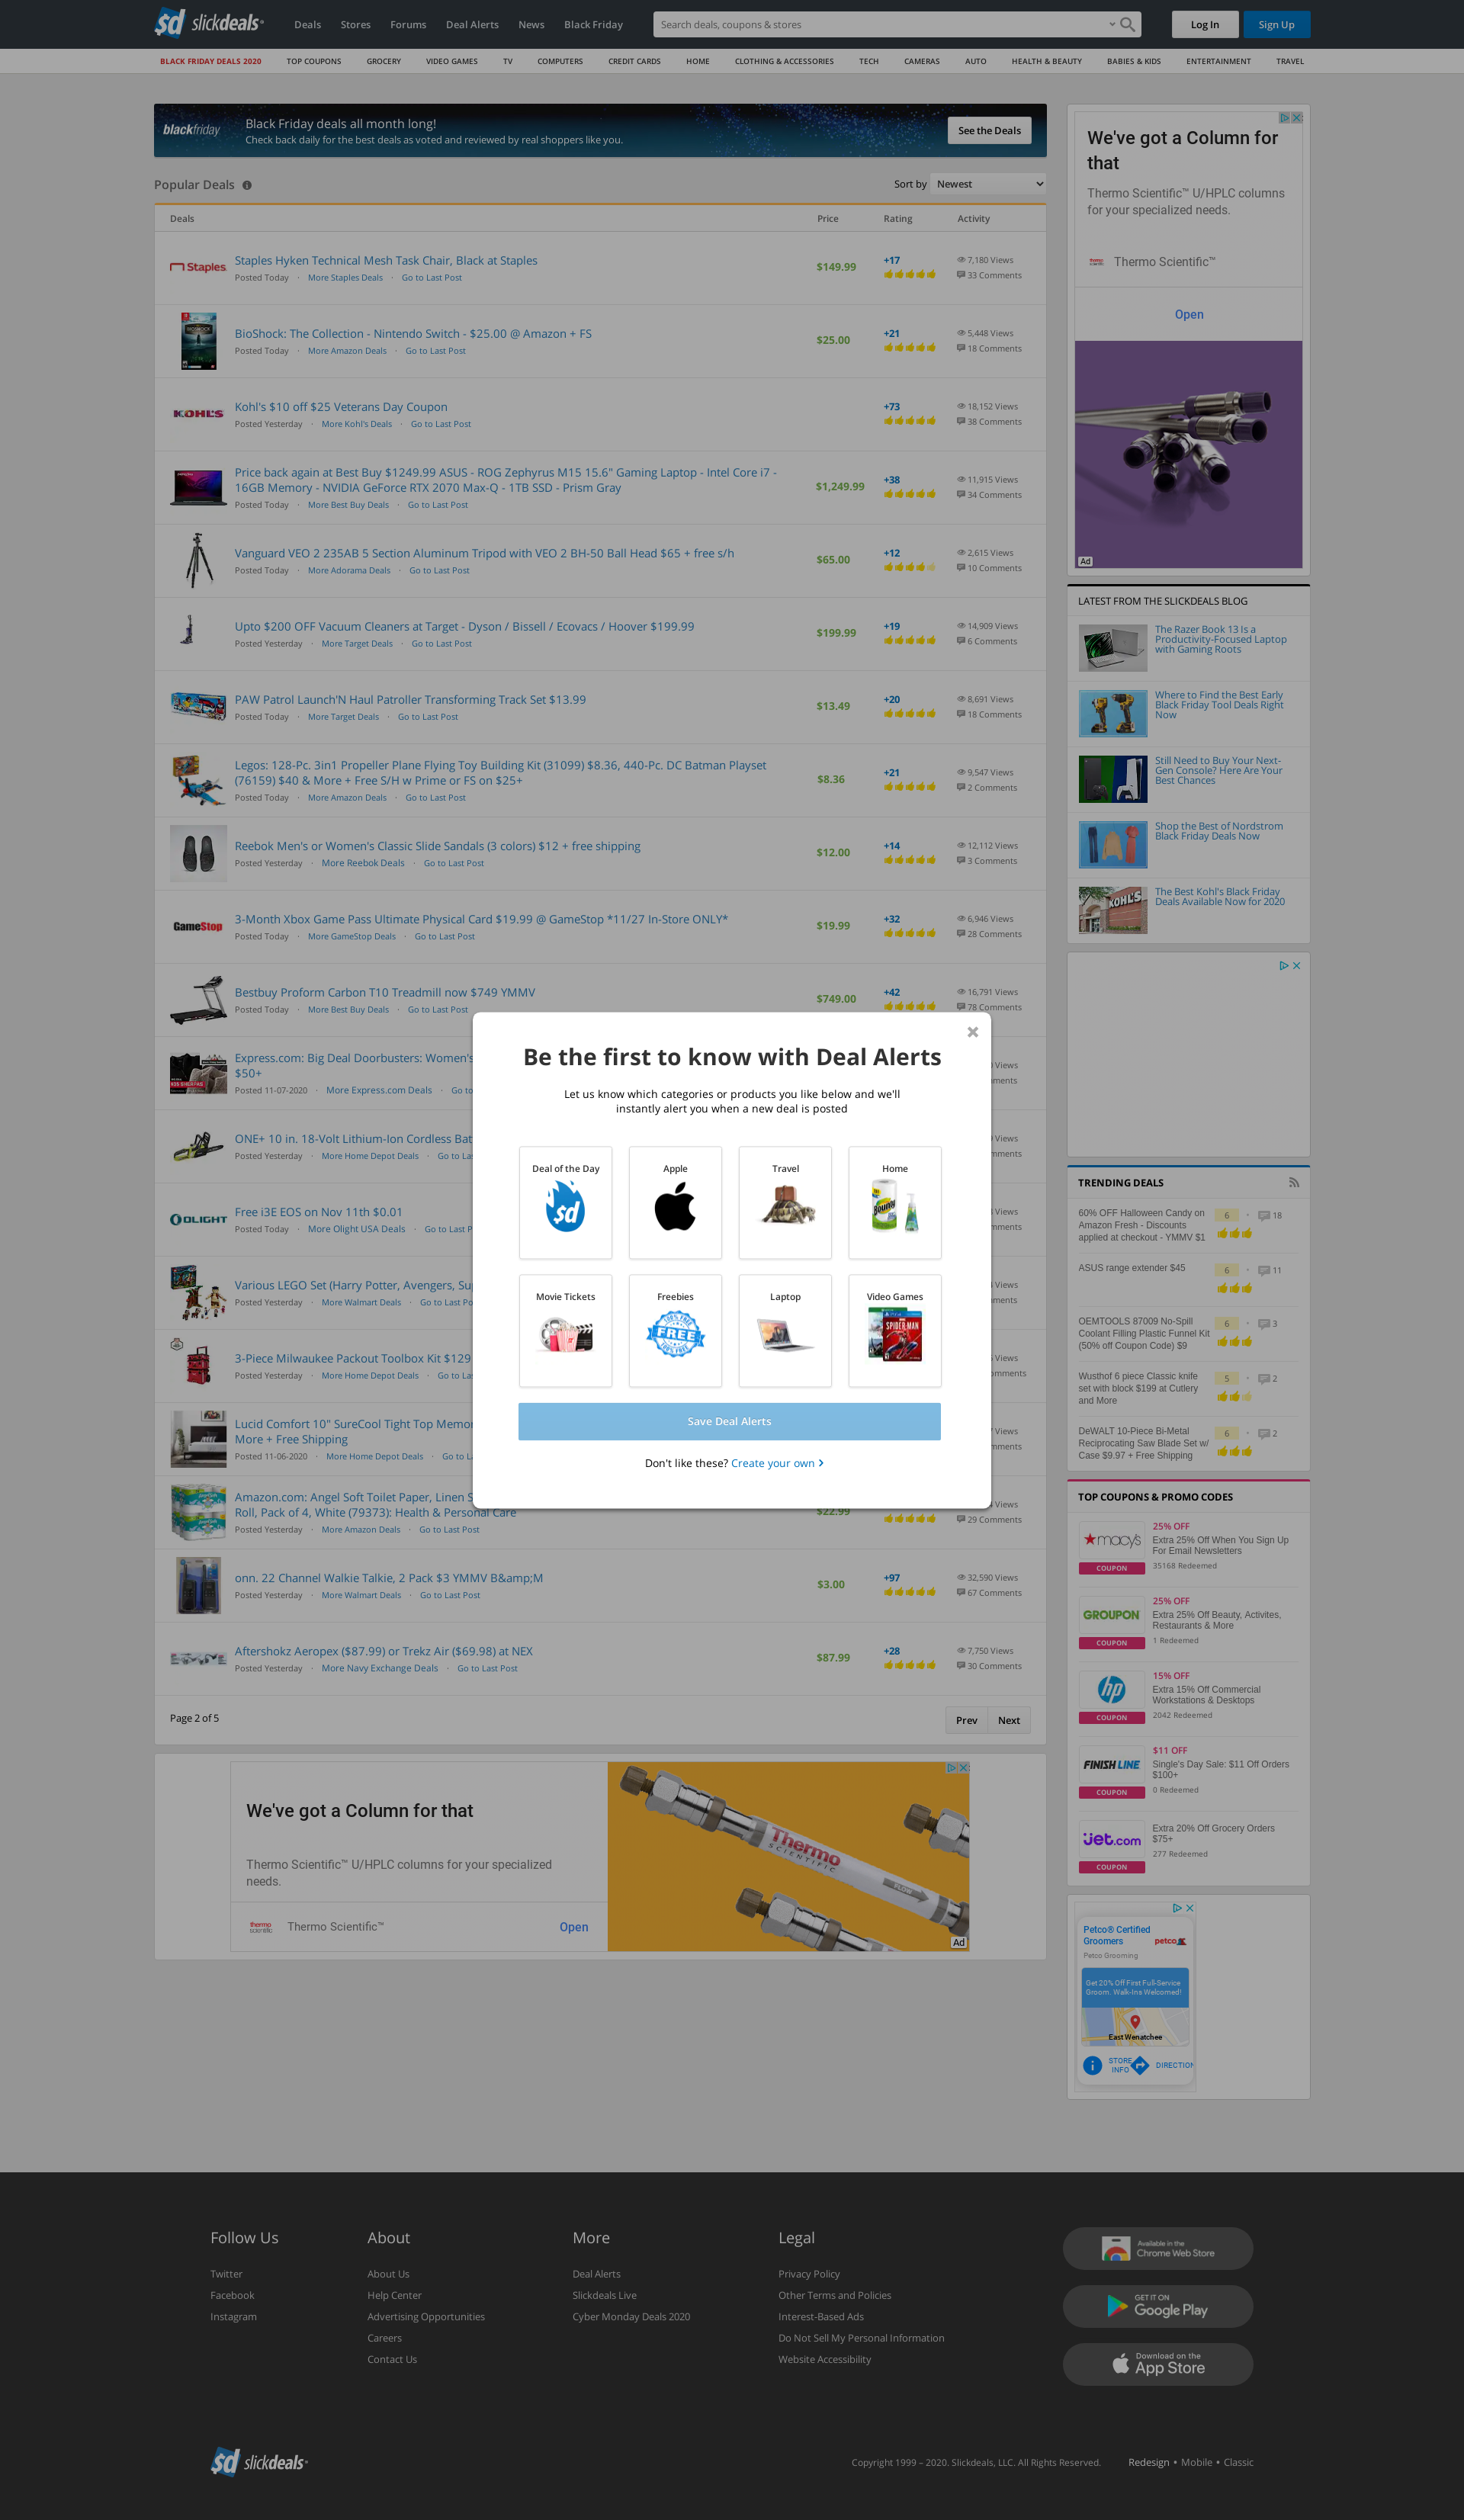 slickdeals
Deals
Stores
Forums
Deal Alerts
News
Black Friday
Search deals, coupons & stores
Log In
Sign Up
BLACK FRIDAY DEALS 2020
TOP COUPONS
GROCERY
VIDEO GAMES
TV
COMPUTERS
CREDIT CARDS
HOME
CLOTHING & ACCESSORIES
TECH
CAMERAS
AUTO
HEALTH & BEAUTY
BABIES & KIDS
ENTERTAINMENT
TRAVEL
blackfriday
Black Friday deals all month long!
Check back daily for the best deals as voted and reviewed by real shoppers like you.
See the Deals
Popular Deals
Sort by Newest
Deals Price Rating Activity
Staples
Staples Hyken Technical Mesh Task Chair, Black at Staples
Posted Today · More Staples Deals · Go to Last Post
$149.99
+17
7,180 Views
33 Comments
BioShock: The Collection - Nintendo Switch - $25.00 @ Amazon + FS
Posted Today · More Amazon Deals · Go to Last Post
$25.00
+21
5,448 Views
18 Comments
KOHL'S
Kohl's $10 off $25 Veterans Day Coupon
Posted Yesterday · More Kohl's Deals · Go to Last Post
+73
18,152 Views
38 Comments
Price back again at Best Buy $1249.99 ASUS - ROG Zephyrus M15 15.6" Gaming Laptop - Intel Core i7 -
16GB Memory - NVIDIA GeForce RTX 2070 Max-Q - 1TB SSD - Prism Gray
Posted Today · More Best Buy Deals · Go to Last Post
$1,249.99
+38
11,915 Views
34 Comments
Vanguard VEO 2 235AB 5 Section Aluminum Tripod with VEO 2 BH-50 Ball Head $65 + free s/h
Posted Today · More Adorama Deals · Go to Last Post
$65.00
+12
2,615 Views
10 Comments
Upto $200 OFF Vacuum Cleaners at Target - Dyson / Bissell / Ecovacs / Hoover $199.99
Posted Yesterday · More Target Deals · Go to Last Post
$199.99
+19
14,909 Views
6 Comments
PAW Patrol Launch'N Haul Patroller Transforming Track Set $13.99
Posted Today · More Target Deals · Go to Last Post
$13.49
+20
8,691 Views
18 Comments
Legos: 128-Pc. 3in1 Propeller Plane Flying Toy Building Kit (31099) $8.36, 440-Pc. DC Batman Playset
(76159) $40 & More + Free S/H w Prime or FS on $25+
Posted Today · More Amazon Deals · Go to Last Post
$8.36
+21
9,547 Views
2 Comments
Reebok Men's or Women's Classic Slide Sandals (3 colors) $12 + free shipping
Posted Yesterday · More Reebok Deals · Go to Last Post
$12.00
+14
12,112 Views
3 Comments
GameStop
3-Month Xbox Game Pass Ultimate Physical Card $19.99 @ GameStop *11/27 In-Store ONLY*
Posted Today · More GameStop Deals · Go to Last Post
$19.99
+32
6,946 Views
28 Comments
Bestbuy Proform Carbon T10 Treadmill now $749 YMMV
Posted Today · More Best Buy Deals · Go to Last Post
$749.00
+42
16,791 Views
78 Comments
Express.com: Big Deal Doorbusters: Women's
$50+
Posted 11-07-2020 · More Express.com Deals · Go to
Views
ONE+ 10 in. 18-Volt Lithium-Ion Cordless Bat
Posted Yesterday · More Home Depot Deals · Go to Las
Views
OLIGHT
Free i3E EOS on Nov 11th $0.01
Posted Today · More Olight USA Deals · Go to Last P
Views
Various LEGO Set (Harry Potter, Avengers, Sup
Posted Yesterday · More Walmart Deals · Go to Last Po
Views
3-Piece Milwaukee Packout Toolbox Kit $129
Posted Yesterday · More Home Depot Deals · Go to Las
Views
omments
Lucid Comfort 10" SureCool Tight Top Memor
More + Free Shipping
Posted 11-06-2020 · More Home Depot Deals · Go to La
Views
Amazon.com: Angel Soft Toilet Paper, Linen S
Roll, Pack of 4, White (79373): Health & Personal Care
Posted Yesterday · More Amazon Deals · Go to Last Post
$22.99
Views
29 Comments
onn. 22 Channel Walkie Talkie, 2 Pack $3 YMMV B&amp;M
Posted Yesterday · More Walmart Deals · Go to Last Post
$3.00
+97
32,590 Views
67 Comments
Aftershokz Aeropex ($87.99) or Trekz Air ($69.98) at NEX
Posted Yesterday · More Navy Exchange Deals · Go to Last Post
$87.99
+28
7,750 Views
30 Comments
Page 2 of 5
Prev
Next
Be the first to know with Deal Alerts
Let us know which categories or products you like below and we'll
instantly alert you when a new deal is posted
Deal of the Day
Apple
Travel
Home
Bounty
Movie Tickets
Freebies
100% FREE
FREE
100% FREE
Laptop
Video Games
SPIDER-MAN
Save Deal Alerts
Don't like these? Create your own
We've got a Column for that
Thermo Scientific™ U/HPLC columns for your specialized
needs.
thermo scientific
Thermo Scientific™
Open
Thermo
SCIENTIFIC
FLOW
Ad
We've got a Column for
that
Thermo Scientific™ U/HPLC columns
for your specialized needs.
Thermo Scientific™
Open
Ad
LATEST FROM THE SLICKDEALS BLOG
The Razer Book 13 Is a
Productivity-Focused Laptop
with Gaming Roots
Where to Find the Best Early
Black Friday Tool Deals Right
Now
Still Need to Buy Your Next-
Gen Console? Here Are Your
Best Chances
Shop the Best of Nordstrom
Black Friday Deals Now
KOHL'S
The Best Kohl's Black Friday
Deals Available Now for 2020
TRENDING DEALS
60% OFF Halloween Candy on
Amazon Fresh - Discounts
applied at checkout - YMMV $1
6 · 18
ASUS range extender $45
6 · 11
OEMTOOLS 87009 No-Spill
Coolant Filling Plastic Funnel Kit
(50% off Coupon Code) $9
6 · 3
Wusthof 6 piece Classic knife
set with block $199 at Cutlery
and More
5 · 2
DeWALT 10-Piece Bi-Metal
Reciprocating Saw Blade Set w/
Case $9.97 + Free Shipping
6 · 2
TOP COUPONS & PROMO CODES
macy's
COUPON
25% OFF
Extra 25% Off When You Sign Up
For Email Newsletters
35168 Redeemed
GROUPON
COUPON
25% OFF
Extra 25% Off Beauty, Activites,
Restaurants & More
1 Redeemed
hp
COUPON
15% OFF
Extra 15% Off Commercial
Workstations & Desktops
2042 Redeemed
FINISH LINE
COUPON
$11 OFF
Single's Day Sale: $11 Off Orders
$100+
0 Redeemed
jet.com
COUPON
Extra 20% Off Grocery Orders
$75+
277 Redeemed
Petco® Certified
Groomers
petco
Petco Grooming
Get 20% Off First Full-Service
Groom. Walk-Ins Welcomed!
East Wenatchee
STORE
INFO
DIRECTION
Follow Us
Twitter
Facebook
Instagram
About
About Us
Help Center
Advertising Opportunities
Careers
Contact Us
More
Deal Alerts
Slickdeals Live
Cyber Monday Deals 2020
Legal
Privacy Policy
Other Terms and Policies
Interest-Based Ads
Do Not Sell My Personal Information
Website Accessibility
Available in the
Chrome Web Store
GET IT ON
Google Play
Download on the
App Store
slickdeals
Copyright 1999 – 2020. Slickdeals, LLC. All Rights Reserved.
Redesign • Mobile • Classic